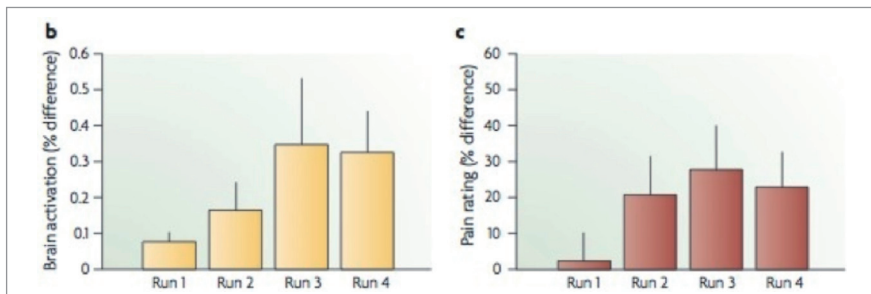 b
Brain activation (% difference)
0.6
0.5
0.4
0.3
0.2
0.1
0
Run 1
Run 2
Run 3
Run 4
c
Pain rating (% difference)
60
50
40
30
20
10
0
Run 1
Run 2
Run 3
Run 4